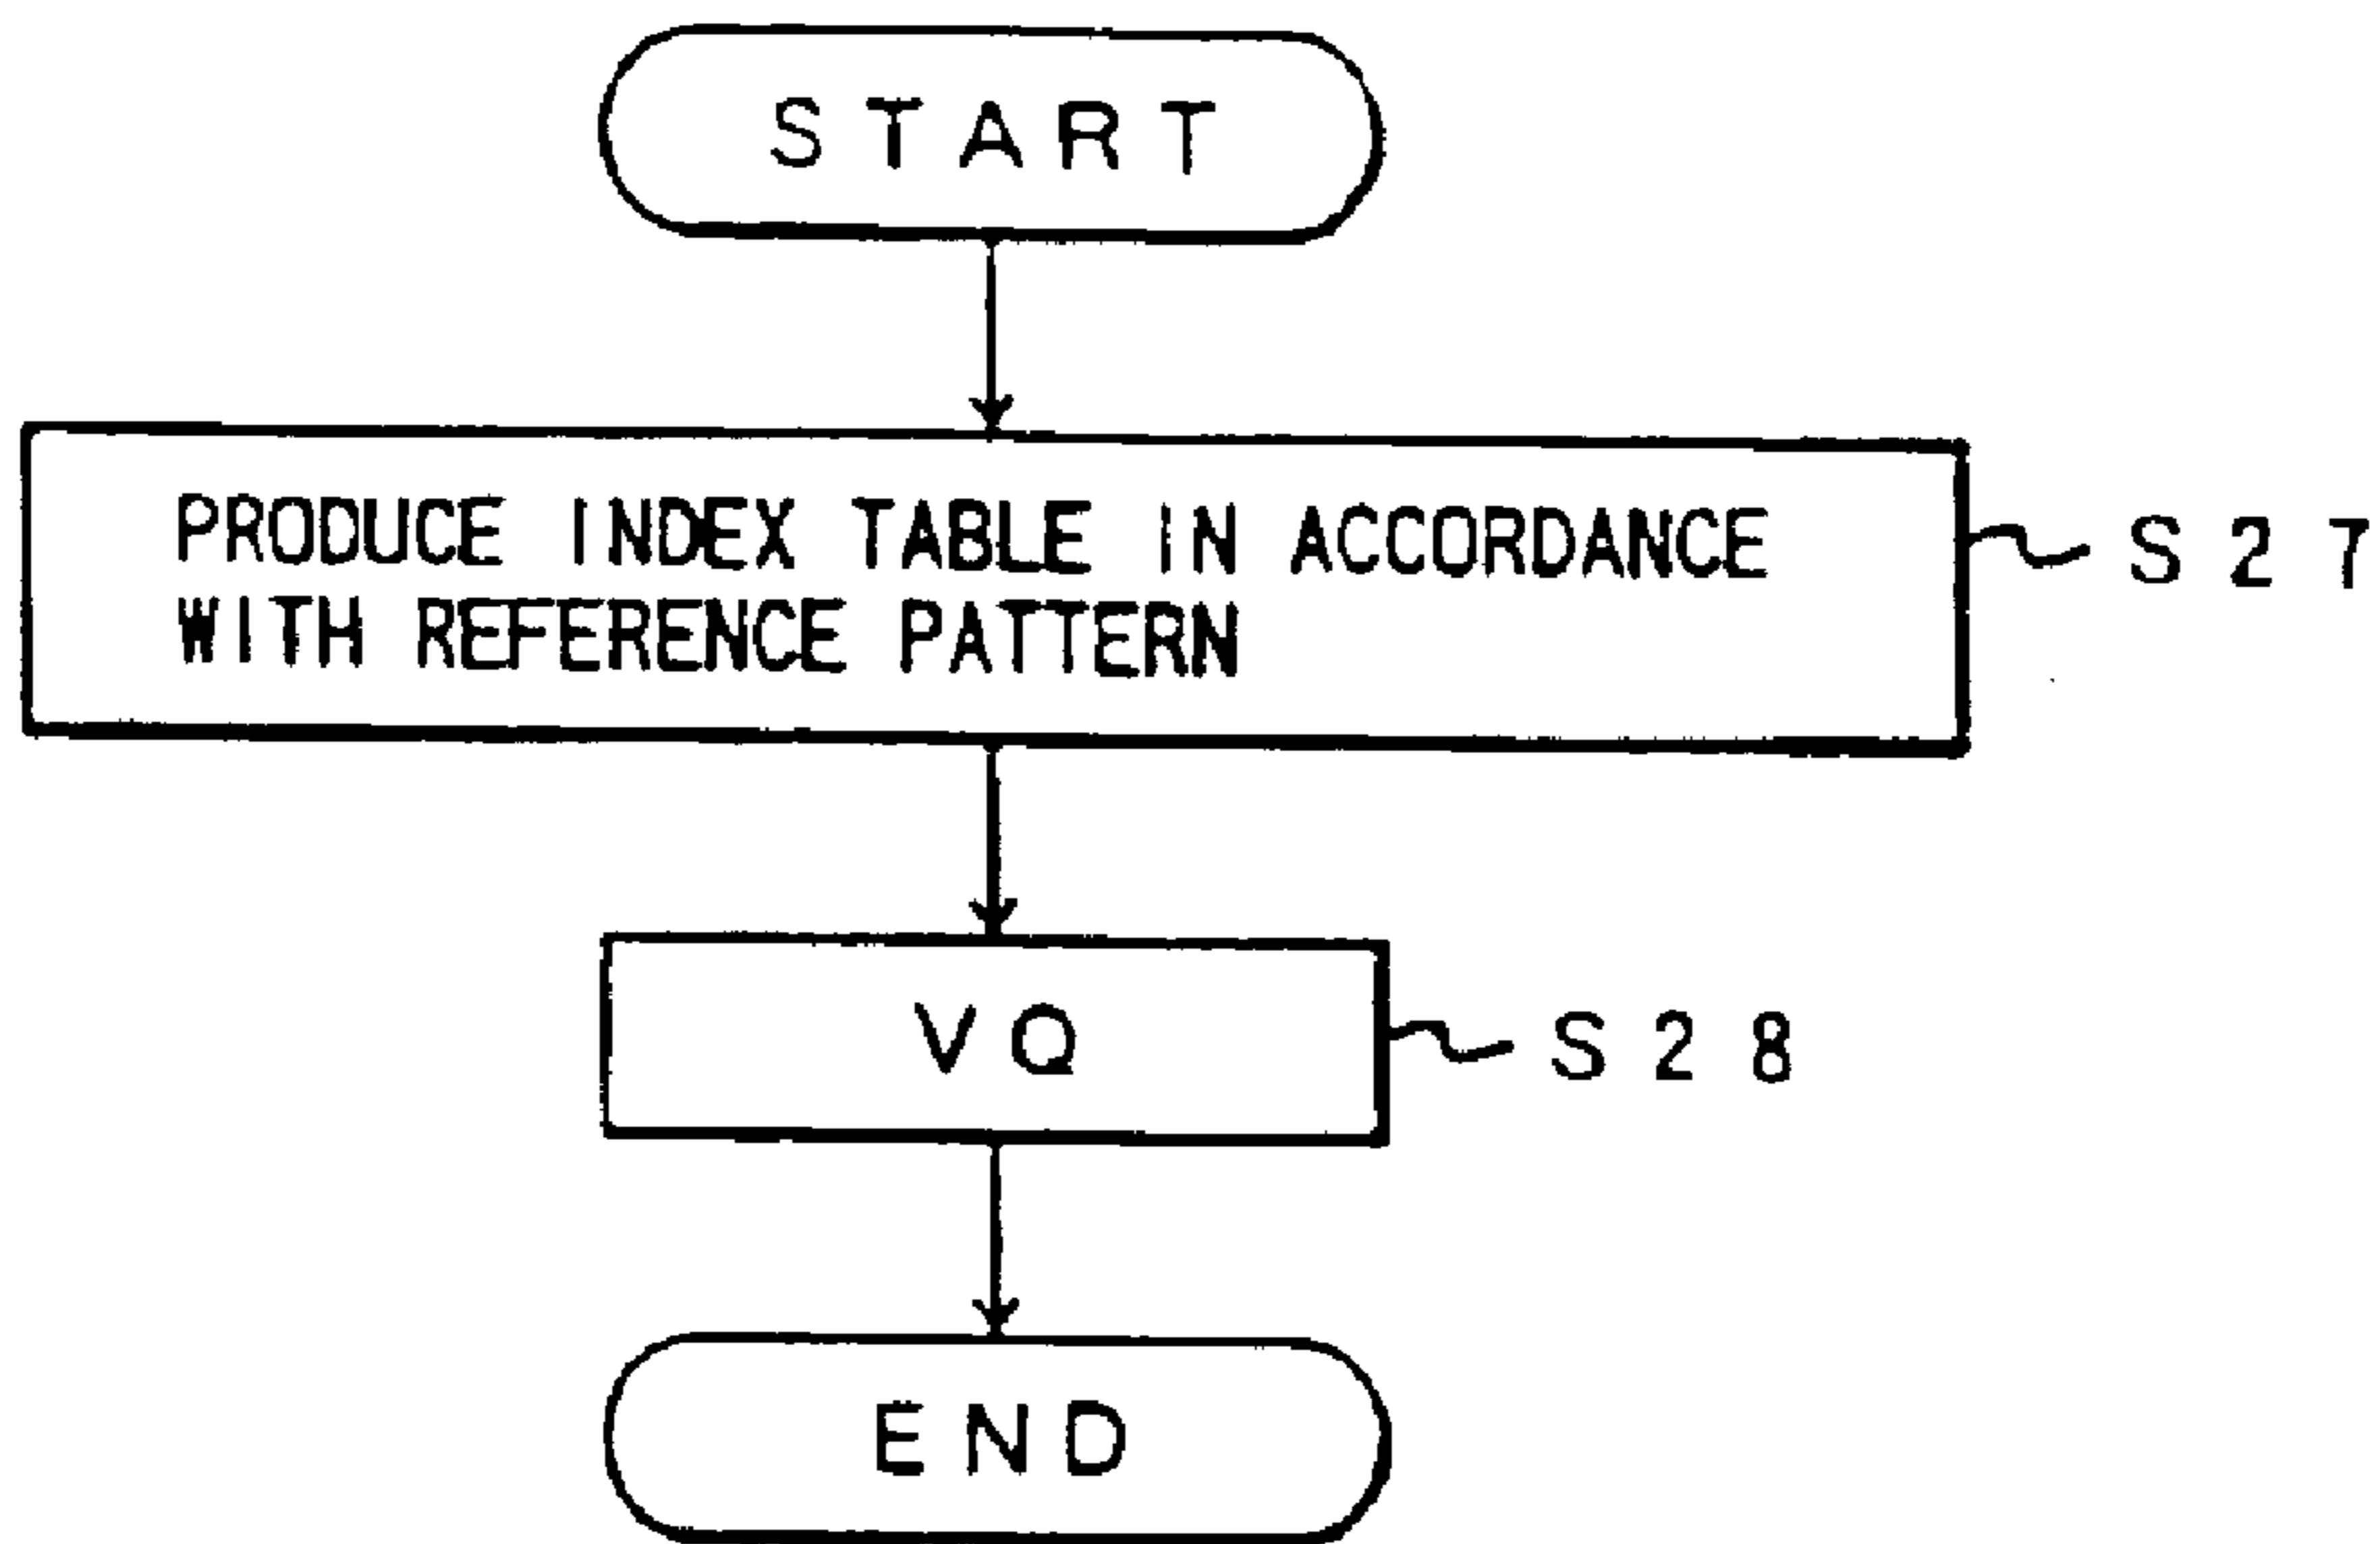 START
PRODUCE INDEX TABLE IN ACCORDANCE
WITH REFERENCE PATTERN
S27
VQ
S28
END